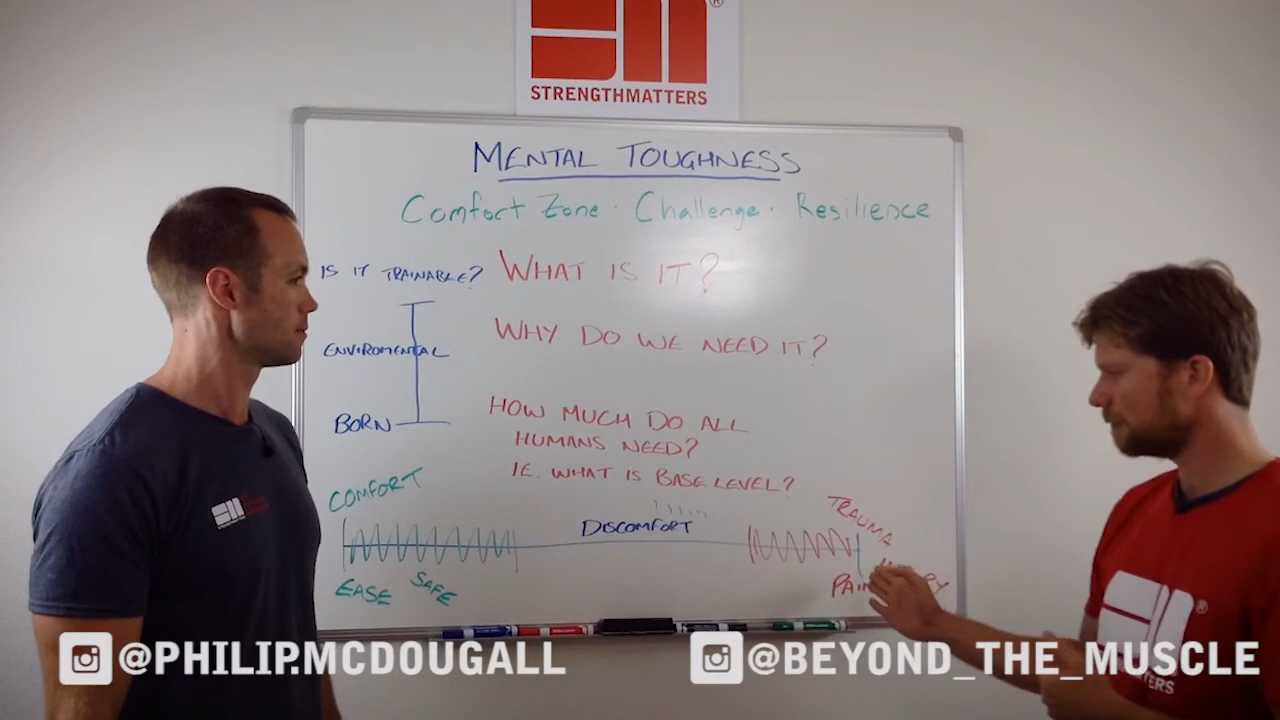 STRENGTHMATTERS
MENTAL TOUGHNESS
Comfort Zone · Challenge · Resilience
IS IT TRAINABLE?
WHAT IS IT?
ENVIROMENTAL
WHY DO WE NEED IT?
BORN
HOW MUCH DO ALL
HUMANS NEED?
IE. WHAT IS BASE LEVEL?
COMFORT
DISCOMFORT
TRAUMA
EASE
SAFE
@PHILIP.MCDOUGALL
@BEYOND_THE_MUSCLE